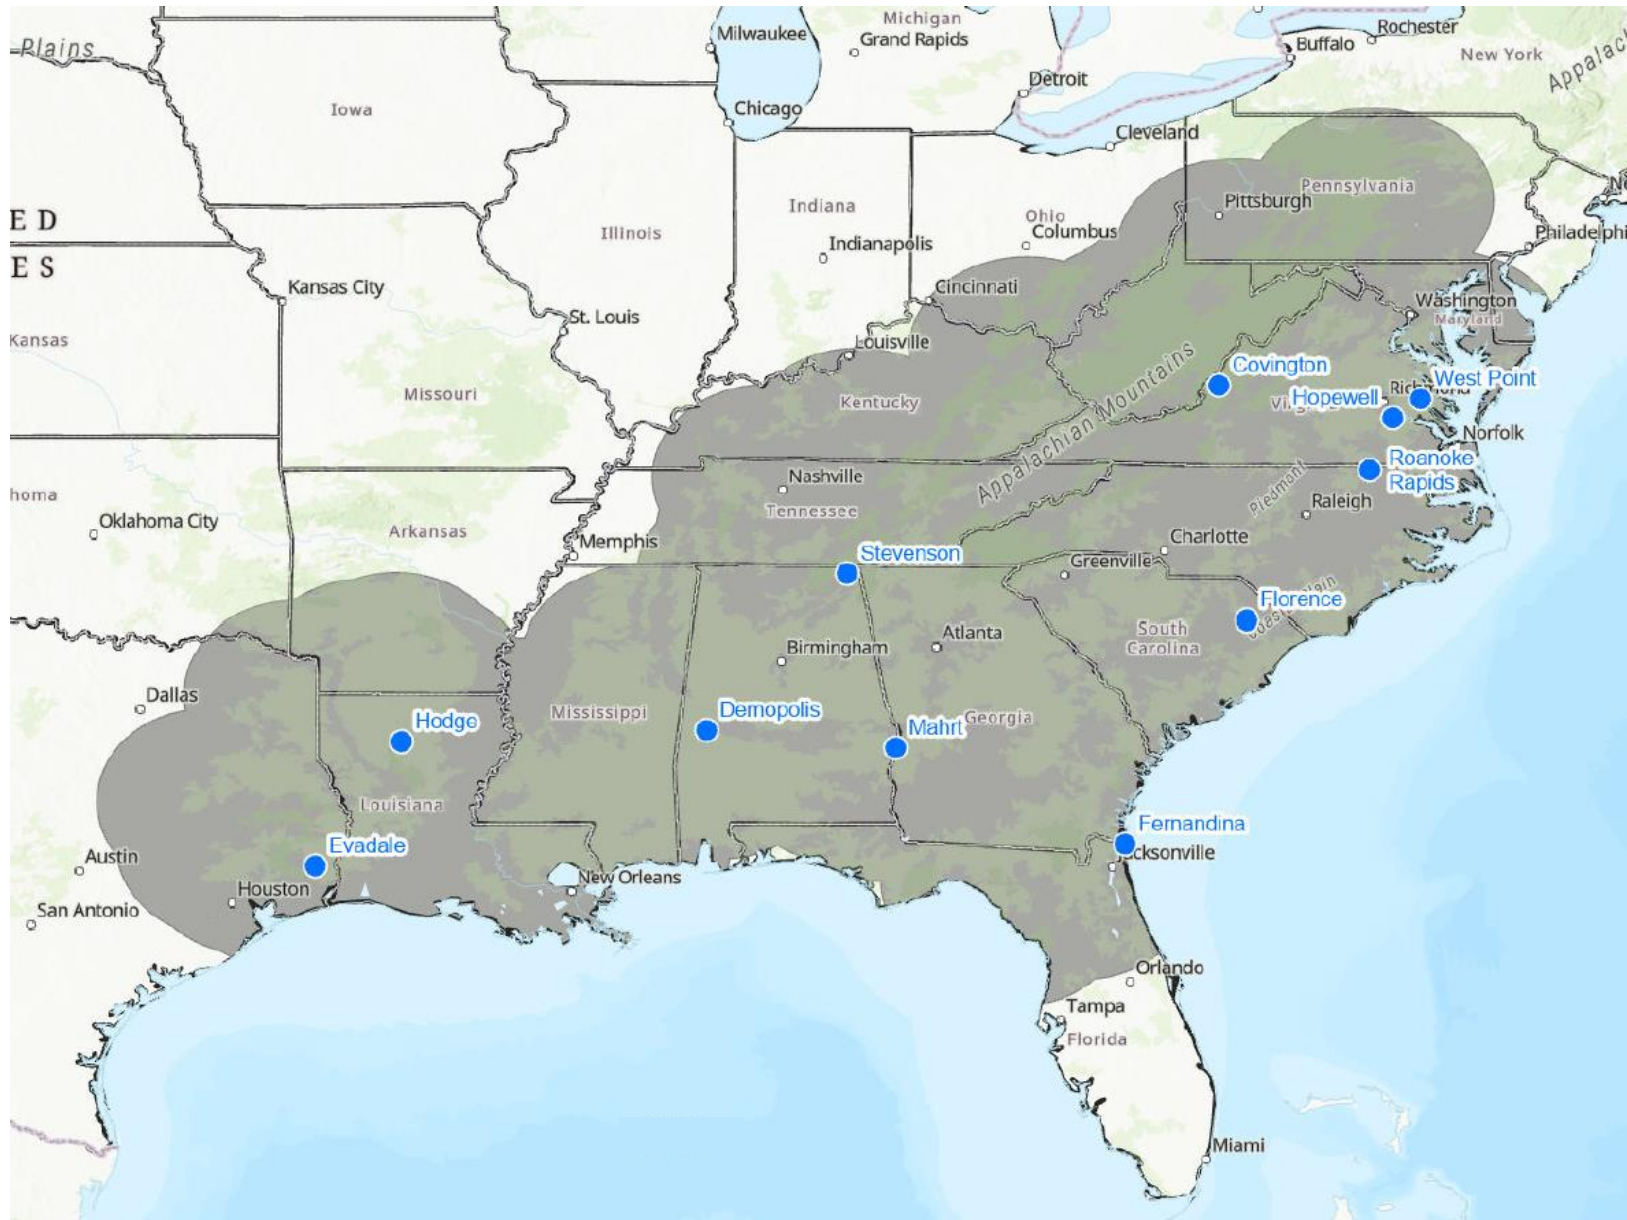 Michigan
Milwaukee
Grand Rapids
Rochester
Buffalo
New York
Plains
Detroit
Iowa
Chicago
Cleveland
Pennsylvania
Pittsburgh
Indiana
Ohio
Columbus
ED
Illinois
Indianapolis
ES
Kansas City
Cincinnati
Washington
Maryland
St. Louis
Kansas
Louisville
Appalachian Mountains
Covington
West Point
Missouri
Kentucky
Hopewell
Norfolk
Roanoke
Rapids
Nashville
Piedmont
Raleigh
Tennessee
Oklahoma City
Arkansas
Memphis
Charlotte
Stevenson
Greenville
Florence
South
Carolina
Atlanta
Birmingham
Dallas
Hodge
Mississippi
Demopolis
Mahrt
Georgia
Louisiana
Fernandina
Evadale
Austin
Houston
New Orleans
San Antonio
Orlando
Tampa
Florida
Miami